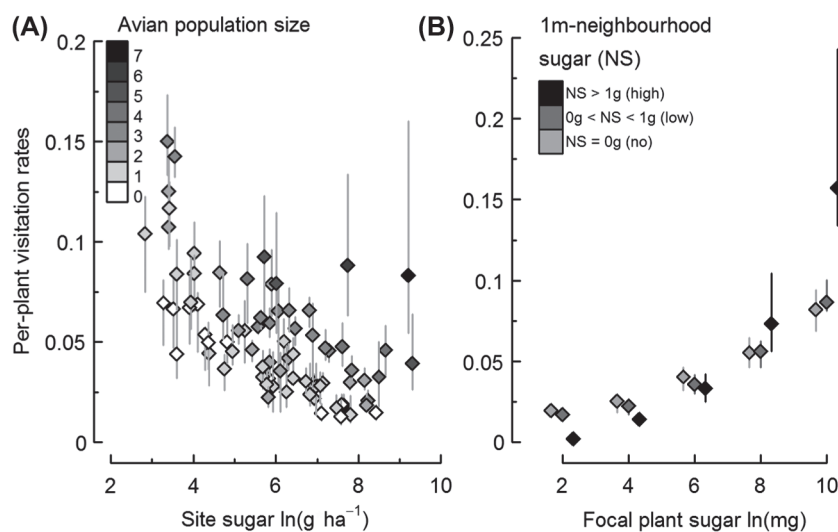 (A) Avian population size
0.2
0.15
0.1
0.05
0
7
6
5
4
3
2
1
0
Per-plant visitation rates
2 4 6 8 10
Site sugar ln(g ha⁻¹)
(B) 1m-neighbourhood
sugar (NS)
NS > 1g (high)
0g < NS < 1g (low)
NS = 0g (no)
0.25
0.2
0.15
0.1
0.05
0
2 4 6 8 10
Focal plant sugar ln(mg)